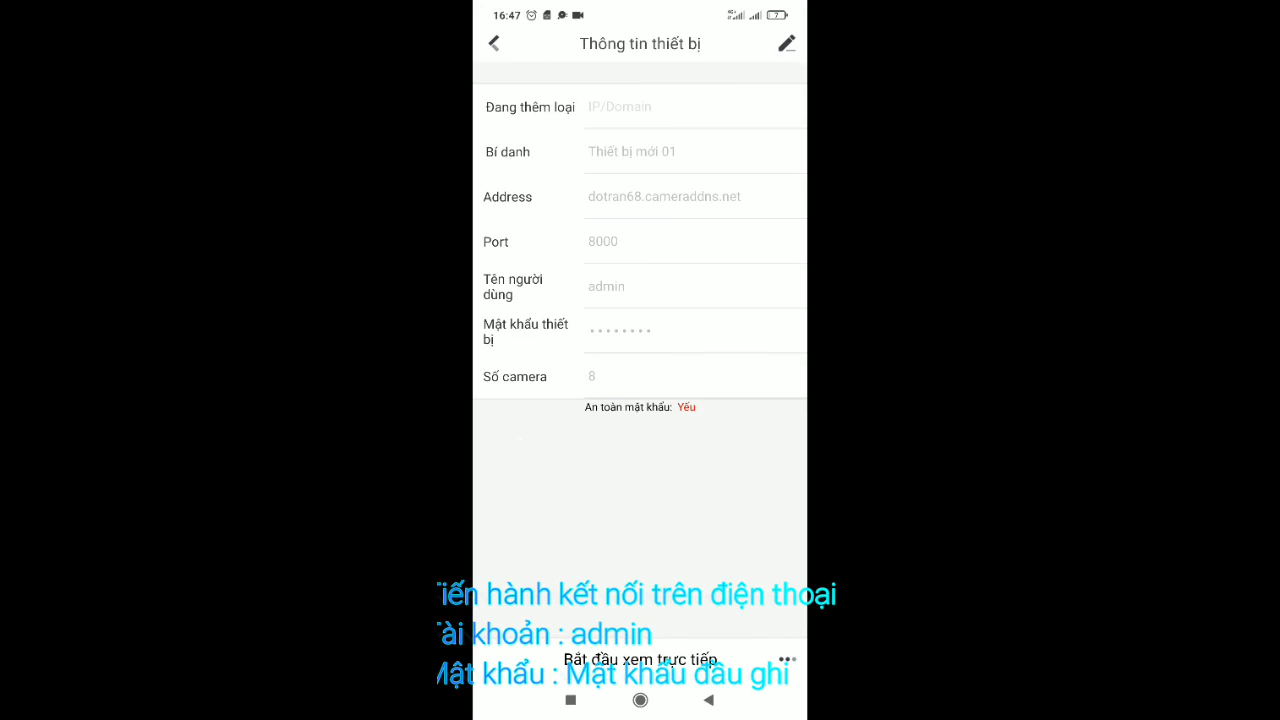 16:47
7
Thông tin thiết bị
Đang thêm loại IP/Domain
Bí danh Thiết bị mới 01
Address dotran68.cameraddns.net
Port 8000
Tên người dùng admin
Mật khẩu thiết bị ••••••••
Số camera 8
An toàn mật khẩu: Yếu
Tiến hành kết nối trên điện thoại
Tài khoản : admin
Bắt đầu xem trực tiếp
Mật khẩu : Mật khẩu đầu ghi